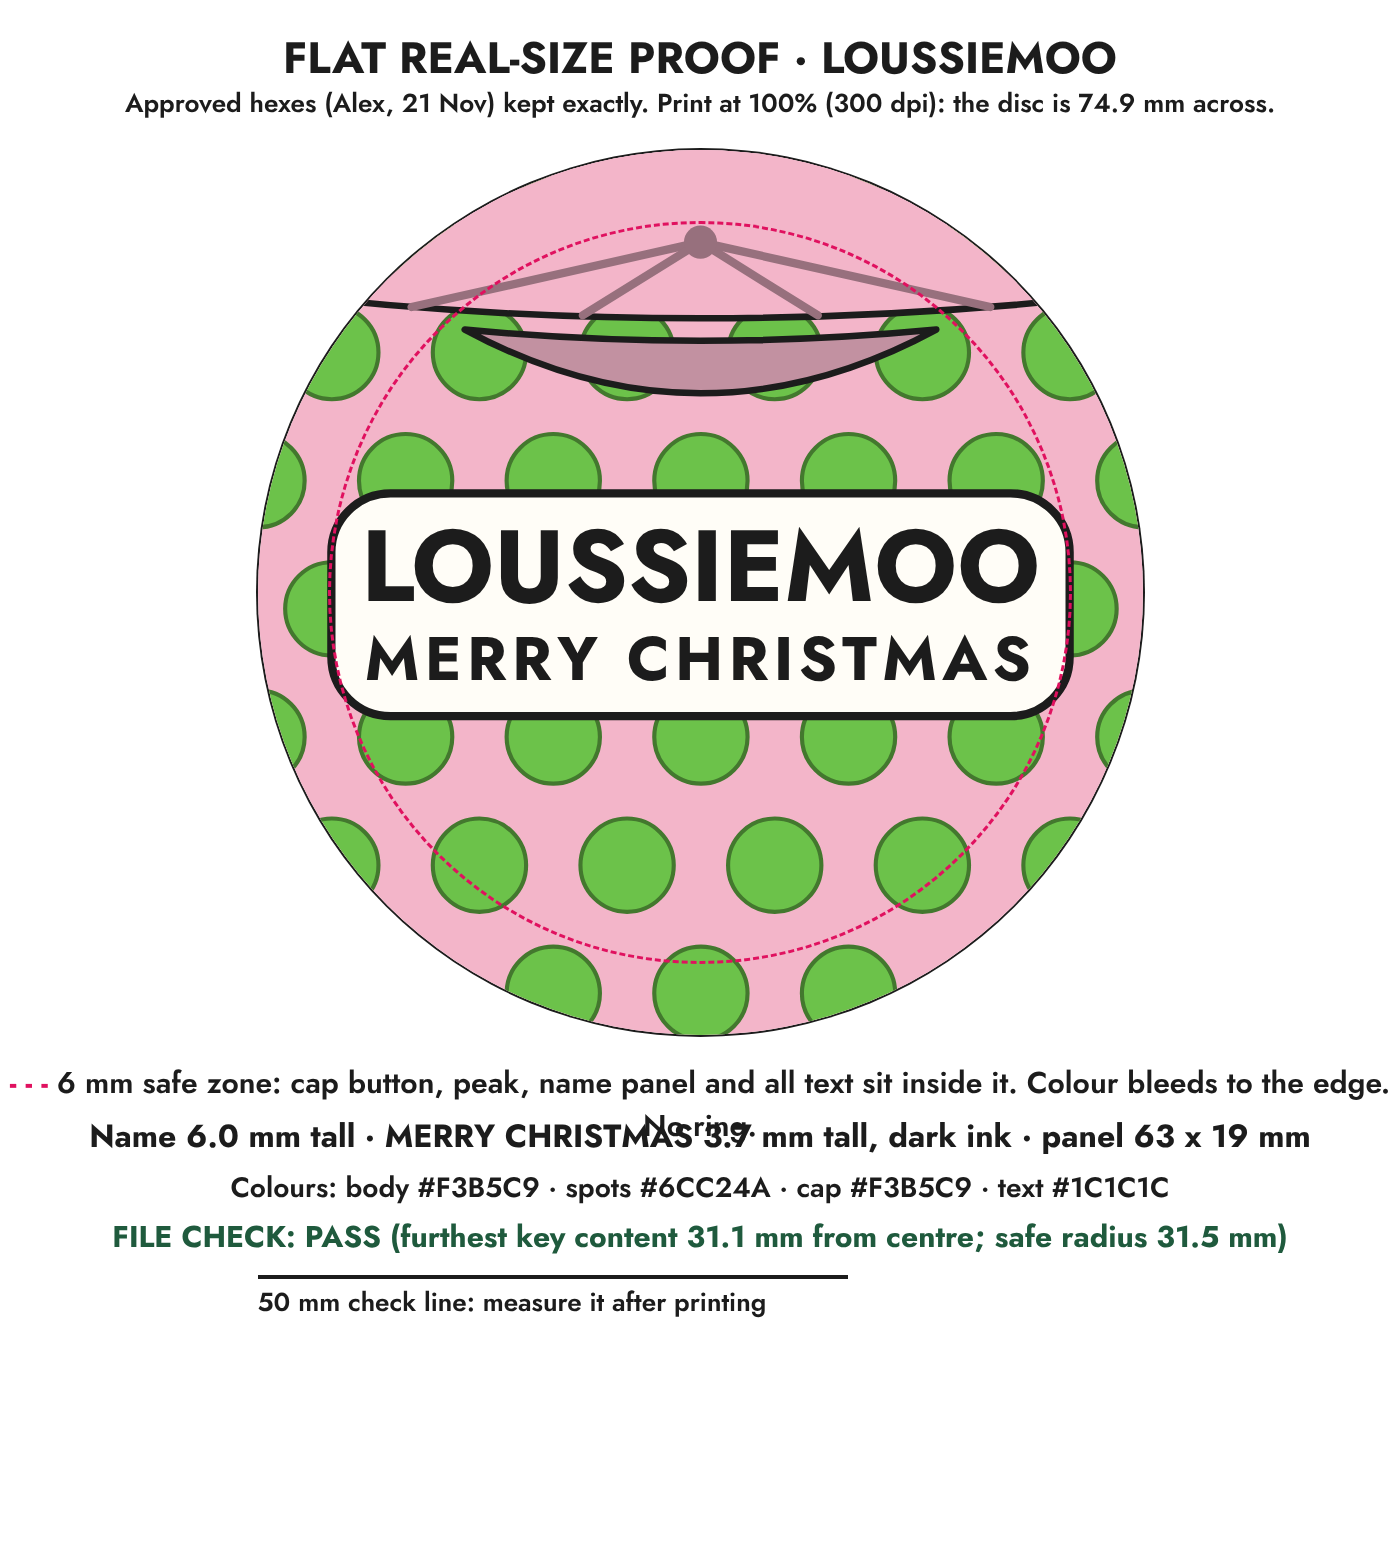 FLAT REAL-SIZE PROOF · LOUSSIEMOO
Approved hexes (Alex, 21 Nov) kept exactly. Print at 100% (300 dpi): the disc is 74.9 mm across.
LOUSSIEMOO
MERRY CHRISTMAS
--- 6 mm safe zone: cap button, peak, name panel and all text sit inside it. Colour bleeds to the edge.
No ring.
Name 6.0 mm tall · MERRY CHRISTMAS 3.7 mm tall, dark ink · panel 63 x 19 mm
Colours: body #F3B5C9 · spots #6CC24A · cap #F3B5C9 · text #1C1C1C
FILE CHECK: PASS (furthest key content 31.1 mm from centre; safe radius 31.5 mm)
50 mm check line: measure it after printing